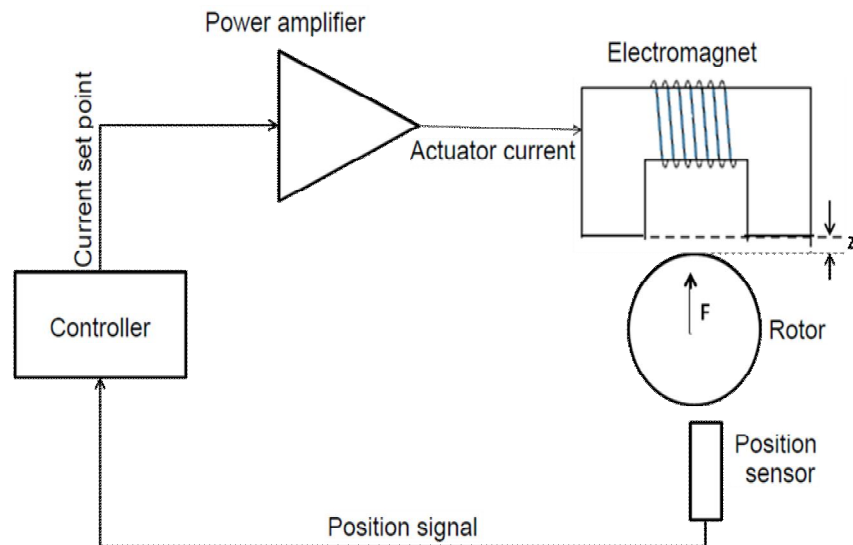 Power amplifier
Electromagnet
Current set point
Actuator current
z
Controller
F
Rotor
Position
sensor
Position signal